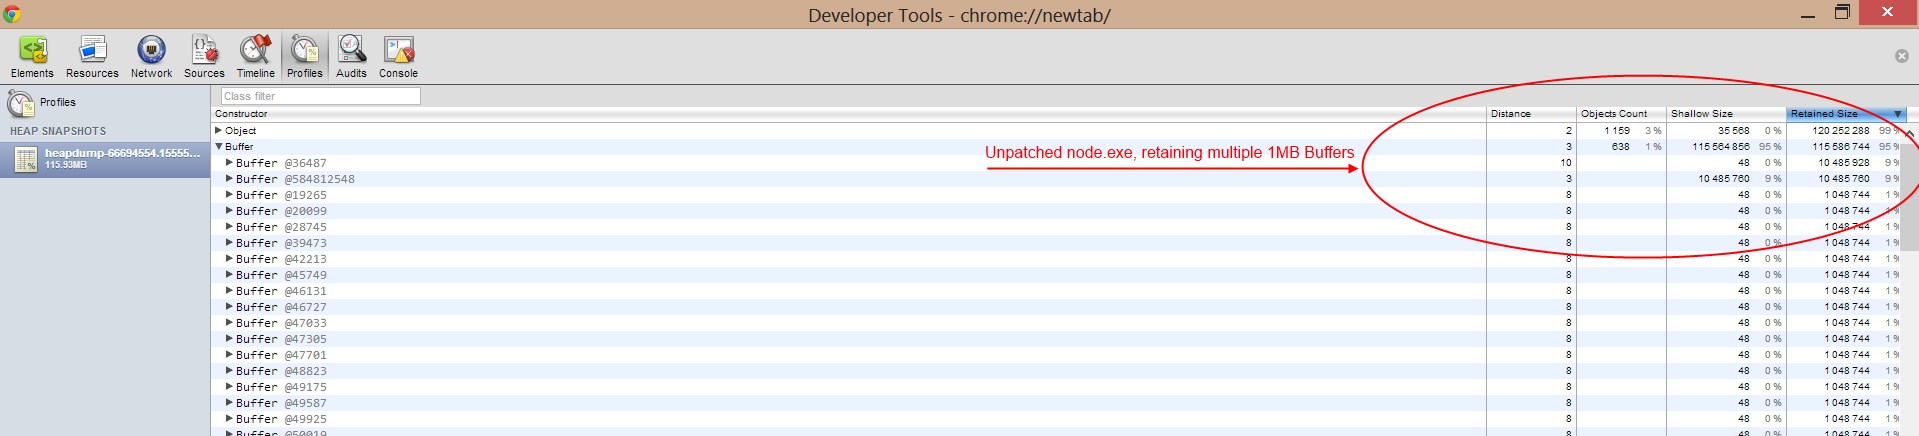 Developer Tools - chrome://newtab/
Elements Resources Network Sources Timeline Profiles Audits Console
Profiles
HEAP SNAPSHOTS
heapdump-66694554.15555...
115.93MB
Class filter
Constructor Distance Objects Count Shallow Size Retained Size
Object 2 1 159 3 % 35 568 0 % 120 252 288 99 %
Buffer 3 638 1 % 115 564 856 95 % 115 586 744 95 %
Unpatched node.exe, retaining multiple 1MB Buffers
Buffer @36487 10 48 0 % 10 485 928 9 %
Buffer @584812548 3 10 485 760 9 % 10 485 760 9 %
Buffer @19265 8 48 0 % 1 048 744 1 %
Buffer @20099 8 48 0 % 1 048 744 1 %
Buffer @28745 8 48 0 % 1 048 744 1 %
Buffer @39473 8 48 0 % 1 048 744 1 %
Buffer @42213 8 48 0 % 1 048 744 1 %
Buffer @45749 8 48 0 % 1 048 744 1 %
Buffer @46131 8 48 0 % 1 048 744 1 %
Buffer @46727 8 48 0 % 1 048 744 1 %
Buffer @47033 8 48 0 % 1 048 744 1 %
Buffer @47305 8 48 0 % 1 048 744 1 %
Buffer @47701 8 48 0 % 1 048 744 1 %
Buffer @48823 8 48 0 % 1 048 744 1 %
Buffer @49175 8 48 0 % 1 048 744 1 %
Buffer @49587 8 48 0 % 1 048 744 1 %
Buffer @49925 8 48 0 % 1 048 744 1 %
Buffer @50019 8 48 0 % 1 048 744 1 %